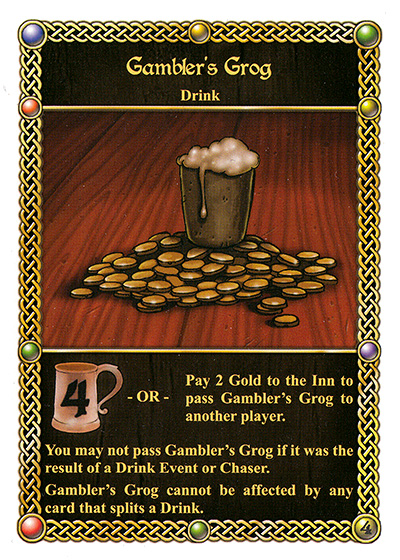 Gambler's Grog
Drink
4
- OR -
Pay 2 Gold to the Inn to
pass Gambler's Grog to
another player.
You may not pass Gambler's Grog if it was the
result of a Drink Event or Chaser.
Gambler's Grog cannot be affected by any
card that splits a Drink.
4